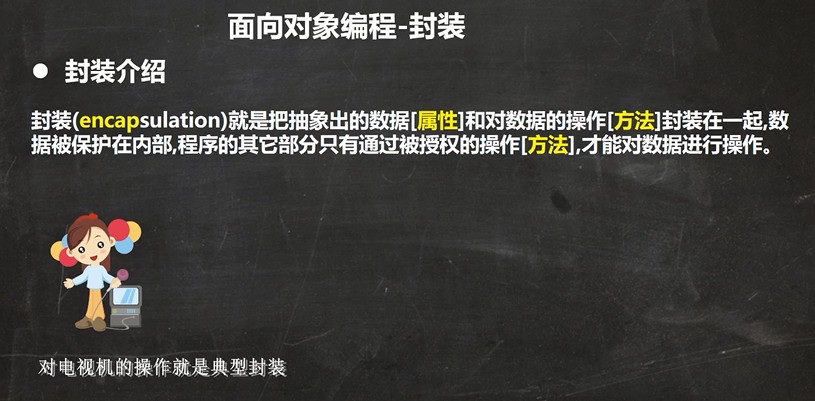 面向对象编程-封装
● 封装介绍
封装(encapsulation)就是把抽象出的数据[属性]和对数据的操作[方法]封装在一起,数
据被保护在内部,程序的其它部分只有通过被授权的操作[方法],才能对数据进行操作。
对电视机的操作就是典型封装